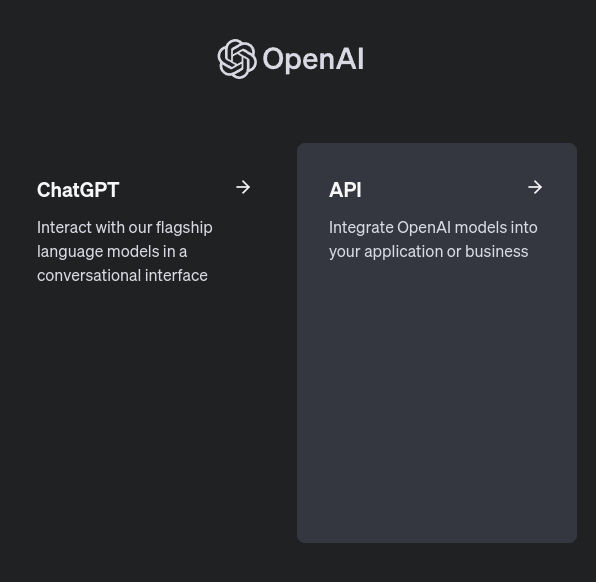 OpenAI
ChatGPT
Interact with our flagship
language models in a
conversational interface
API
Integrate OpenAI models into
your application or business